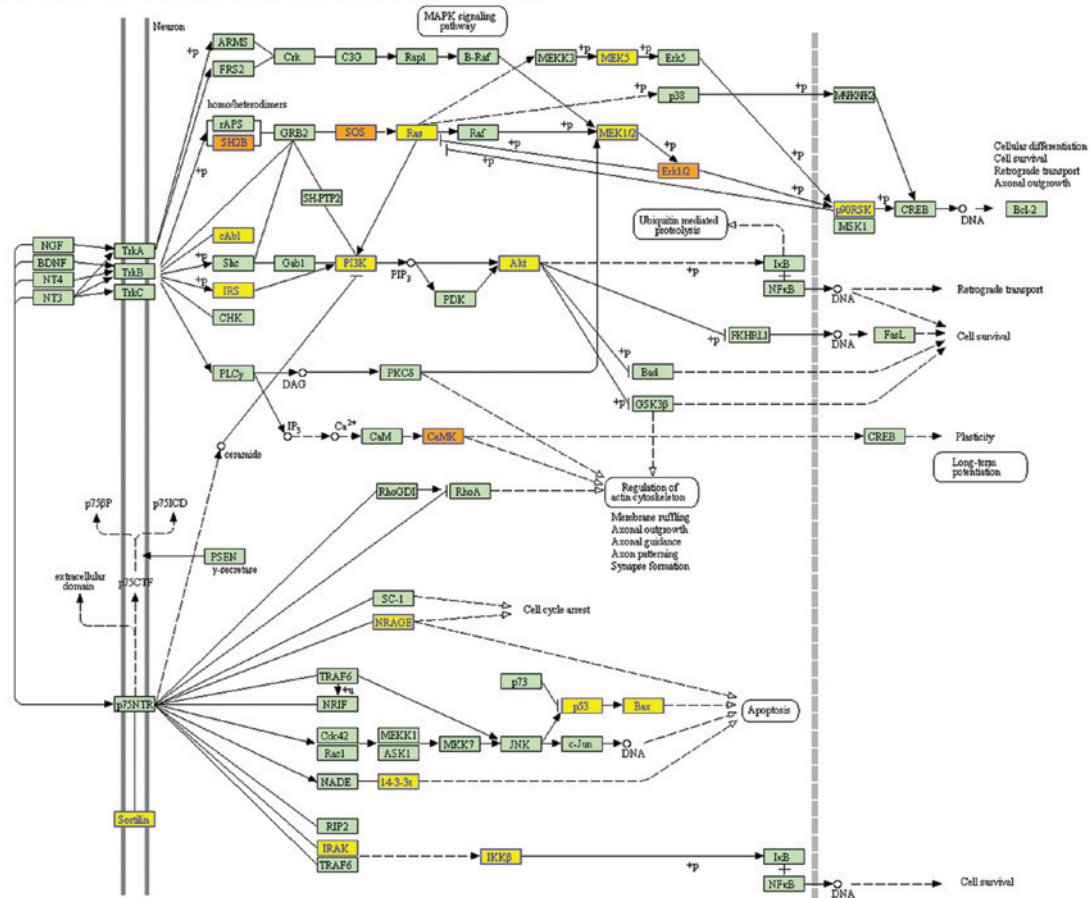 Neuron
MAPK signaling
pathway
+p
ARMS
FRS2
Crk
C3G
Rap1
B-Raf
MEKK3
+p
MEK5
+p
Erk5
p38
+p
+p
homo/heterodimers
+p
rAPS
SH2B
GRB2
SOS
Ras
Raf
+p
MEK1/2
+p
Erk1/2
+p
+p
+p
+p
+p
p90RSK
+p
MSK1
CREB
DNA
Bcl-2
Cellular differentiation
Cell survival
Retrograde transport
Axonal outgrowth
SH-PTP2
Ubiquitin mediated
proteolysis
NGF
BDNF
NT4
NT3
TrkA
TrkB
TrkC
cAbl
+p
Shc
Gab1
PI3K
PIP3
PDK
Akt
+p
IκB
NFκB
DNA
Retrograde transport
+p
IRS
CHK
+p
FKHRL1
DNA
FasL
Cell survival
+p
Bad
+p
GSK3β
PLCγ
DAG
PKCδ
IP3
Ca2+
CaM
CaMK
CREB
Plasticity
Long-term
potentiation
ceramide
RhoGDI
RhoA
Regulation of
actin cytoskeleton
Membrane ruffling
Axonal outgrowth
Axonal guidance
Axon patterning
Synapse formation
p75βP
p75ICD
PSEN
γ-secretase
extracellular
domain
p75CTF
SC-1
NRAGE
Cell cycle arrest
p75NTR
TRAF6
+u
NRIF
p73
p53
Bax
Apoptosis
Cdc42
Rac1
MEKK1
ASK1
MKK7
JNK
c-Jun
DNA
NADE
14-3-3ε
Sortilin
RIP2
IRAK
TRAF6
IKKβ
+p
IκB
NFκB
DNA
Cell survival